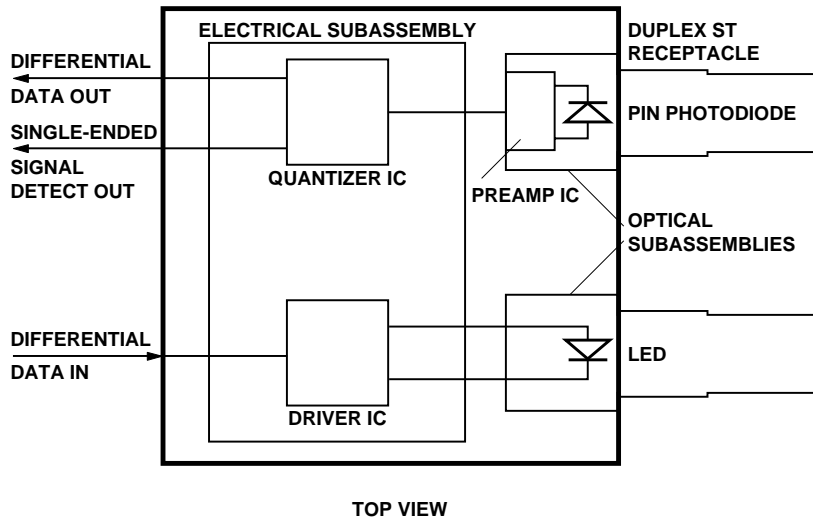 ELECTRICAL SUBASSEMBLY
DUPLEX ST
RECEPTACLE
DIFFERENTIAL
DATA OUT
PIN PHOTODIODE
SINGLE-ENDED
SIGNAL
DETECT OUT
QUANTIZER IC
PREAMP IC
OPTICAL
SUBASSEMBLIES
DIFFERENTIAL
DATA IN
LED
DRIVER IC
TOP VIEW